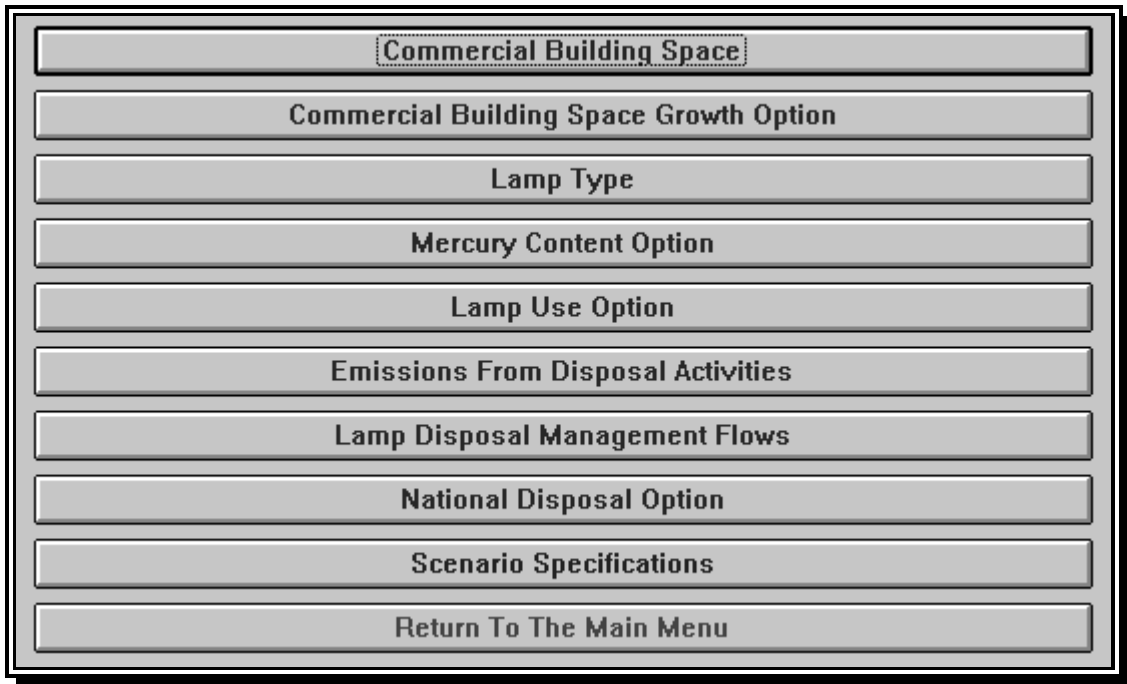 Commercial Building Space
Commercial Building Space Growth Option
Lamp Type
Mercury Content Option
Lamp Use Option
Emissions From Disposal Activities
Lamp Disposal Management Flows
National Disposal Option
Scenario Specifications
Return To The Main Menu